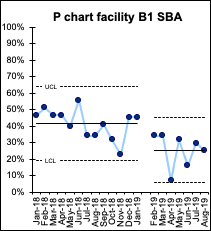 P chart facility B1 SBA
100%
90%
80%
70%
60%
50%
40%
30%
20%
10%
0%
UCL
LCL
Jan-18
Feb-18
Mar-18
Apr-18
May-18
Jun-18
Jul-18
Aug-18
Sep-18
Oct-18
Nov-18
Dec-18
Jan-19
Feb-19
Mar-19
Apr-19
May-19
Jun-19
Jul-19
Aug-19